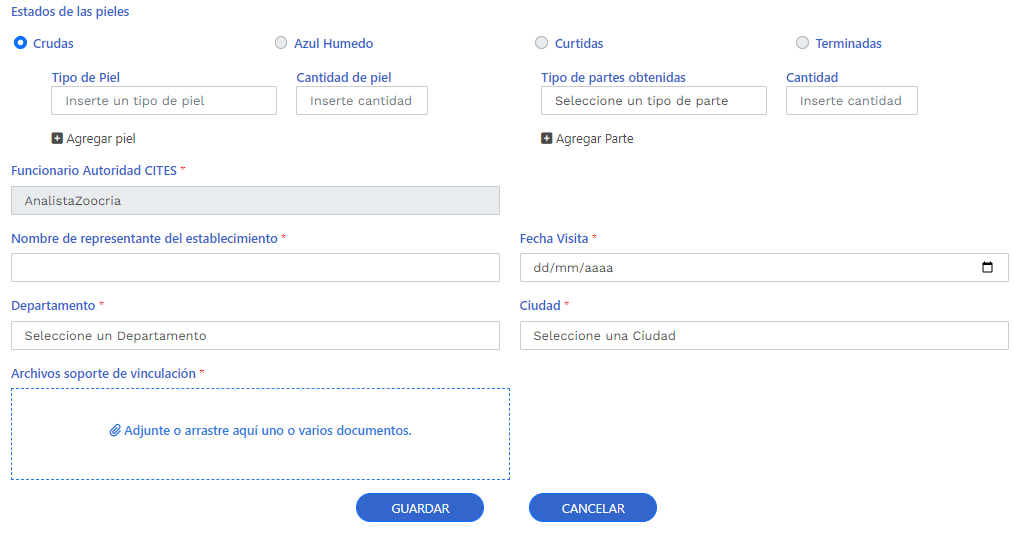 Estados de las pieles
Crudas Azul Humedo Curtidas Terminadas
Tipo de Piel Cantidad de piel Tipo de partes obtenidas Cantidad
Inserte un tipo de piel Inserte cantidad Seleccione un tipo de parte Inserte cantidad
Agregar piel Agregar Parte
Funcionario Autoridad CITES *
AnalistaZoocria
Nombre de representante del establecimiento * Fecha Visita *
dd/mm/aaaa
Departamento * Ciudad *
Seleccione un Departamento Seleccione una Ciudad
Archivos soporte de vinculación *
Adjunte o arrastre aquí uno o varios documentos.
GUARDAR CANCELAR